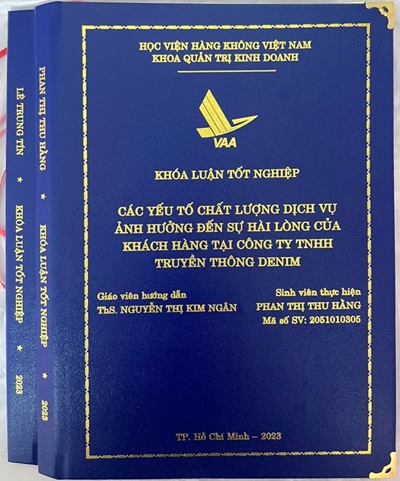 HỌC VIỆN HÀNG KHÔNG VIỆT NAM
KHOA QUẢN TRỊ KINH DOANH
VAA
KHÓA LUẬN TỐT NGHIỆP
CÁC YẾU TỐ CHẤT LƯỢNG DỊCH VỤ
ẢNH HƯỞNG ĐẾN SỰ HÀI LÒNG CỦA
KHÁCH HÀNG TẠI CÔNG TY TNHH
TRUYỀN THÔNG DENIM
Giáo viên hướng dẫn
ThS. NGUYỄN THỊ KIM NGÂN
Sinh viên thực hiện
PHAN THỊ THU HẰNG
Mã số SV: 2051010305
TP. Hồ Chí Minh – 2023
PHAN THỊ THU HẰNG ★ KHÓA LUẬN TỐT NGHIỆP ★ 2023
LÊ TRUNG TÍN ★ KHÓA LUẬN TỐT NGHIỆP ★ 2023